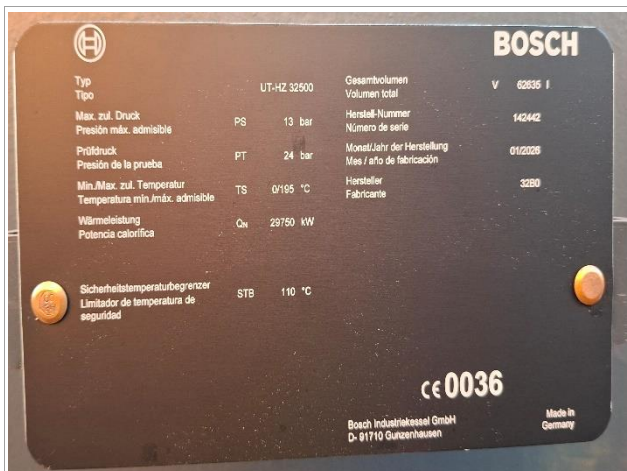 BOSCH
Typ
Tipo
UT-HZ 32500
Max. zul. Druck
Presión máx. admisible
PS 13 bar
Prüfdruck
Presión de la prueba
PT 24 bar
Min./Max. zul. Temperatur
Temperatura min./máx. admisible
TS 0/195 °C
Wärmeleistung
Potencia calorífica
QN 29750 kW
Sicherheitstemperaturbegrenzer
Limitador de temperatura de
seguridad
STB 110 °C
Gesamtvolumen
Volumen total
V 62635 l
Herstell-Nummer
Número de serie
142442
Monat/Jahr der Herstellung
Mes / año de fabricación
01/2026
Hersteller
Fabricante
32B0
CE 0036
Bosch Industriekessel GmbH
D- 91710 Gunzenhausen
Made in
Germany